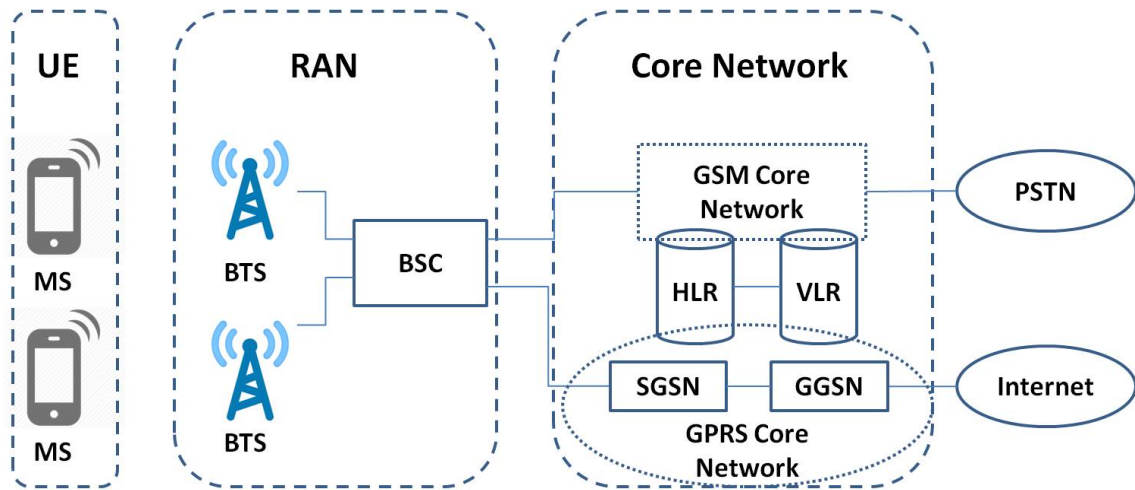 UE
RAN
Core Network
MS
MS
BTS
BTS
BSC
GSM Core
Network
HLR
VLR
SGSN
GGSN
GPRS Core
Network
PSTN
Internet